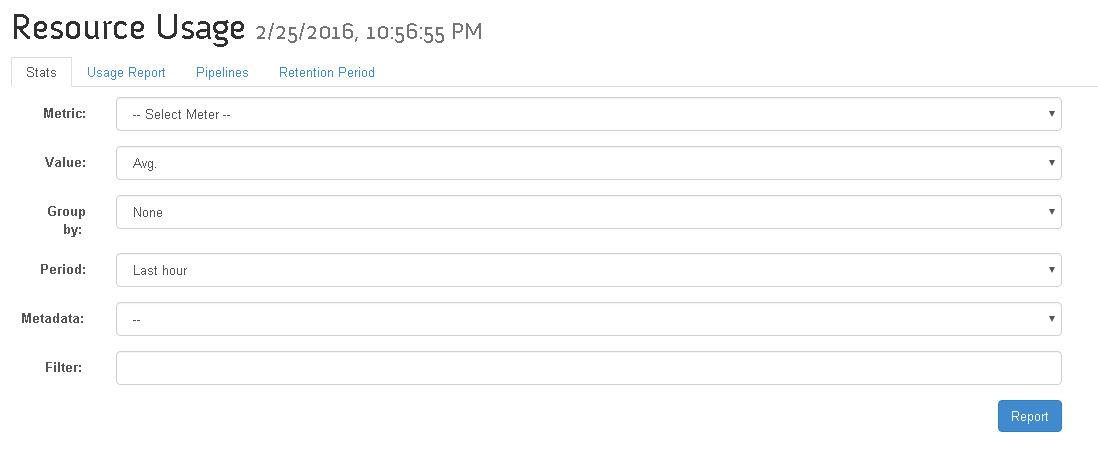 Resource Usage 2/25/2016, 10:56:55 PM
Stats Usage Report Pipelines Retention Period
Metric: -- Select Meter --
Value: Avg.
Group by: None
Period: Last hour
Metadata: --
Filter:
Report